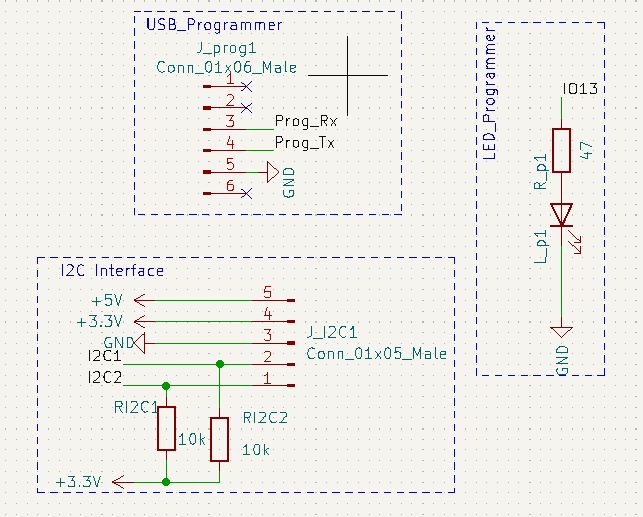 USB_Programmer
J_prog1
Conn_01x06_Male
1
2
3
Prog_Rx
4
Prog_Tx
5
GND
6
LED_Programmer
IO13
R_p1
47
L_p1
GND
I2C Interface
+5V
5
+3.3V
4
GND
3
J_I2C1
Conn_01x05_Male
I2C1
2
I2C2
1
RI2C1
10k
RI2C2
10k
+3.3V